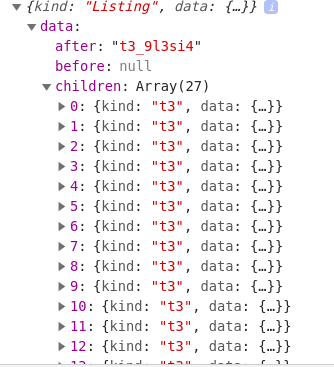 {kind: "Listing", data: {…}} i
data:
after: "t3_9l3si4"
before: null
children: Array(27)
0: {kind: "t3", data: {…}}
1: {kind: "t3", data: {…}}
2: {kind: "t3", data: {…}}
3: {kind: "t3", data: {…}}
4: {kind: "t3", data: {…}}
5: {kind: "t3", data: {…}}
6: {kind: "t3", data: {…}}
7: {kind: "t3", data: {…}}
8: {kind: "t3", data: {…}}
9: {kind: "t3", data: {…}}
10: {kind: "t3", data: {…}}
11: {kind: "t3", data: {…}}
12: {kind: "t3", data: {…}}